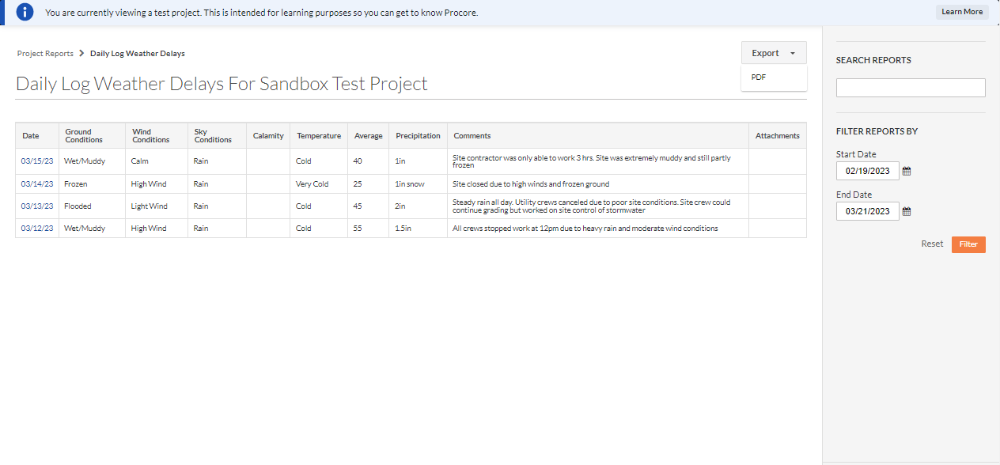 You are currently viewing a test project. This is intended for learning purposes so you can get to know Procore.
Learn More
Project Reports > Daily Log Weather Delays
Export
PDF
Daily Log Weather Delays For Sandbox Test Project
Date Ground Conditions Wind Conditions Sky Conditions Calamity Temperature Average Precipitation Comments Attachments
03/15/23 Wet/Muddy Calm Rain Cold 40 1in Site contractor was only able to work 3 hrs. Site was extremely muddy and still partly
frozen
03/14/23 Frozen High Wind Rain Very Cold 25 1in snow Site closed due to high winds and frozen ground
03/13/23 Flooded Light Wind Rain Cold 45 2in Steady rain all day. Utility crews canceled due to poor site conditions. Site crew could
continue grading but worked on site control of stormwater
03/12/23 Wet/Muddy High Wind Rain Cold 55 1.5in All crews stopped work at 12pm due to heavy rain and moderate wind conditions
SEARCH REPORTS
FILTER REPORTS BY
Start Date
02/19/2023
End Date
03/21/2023
Reset Filter